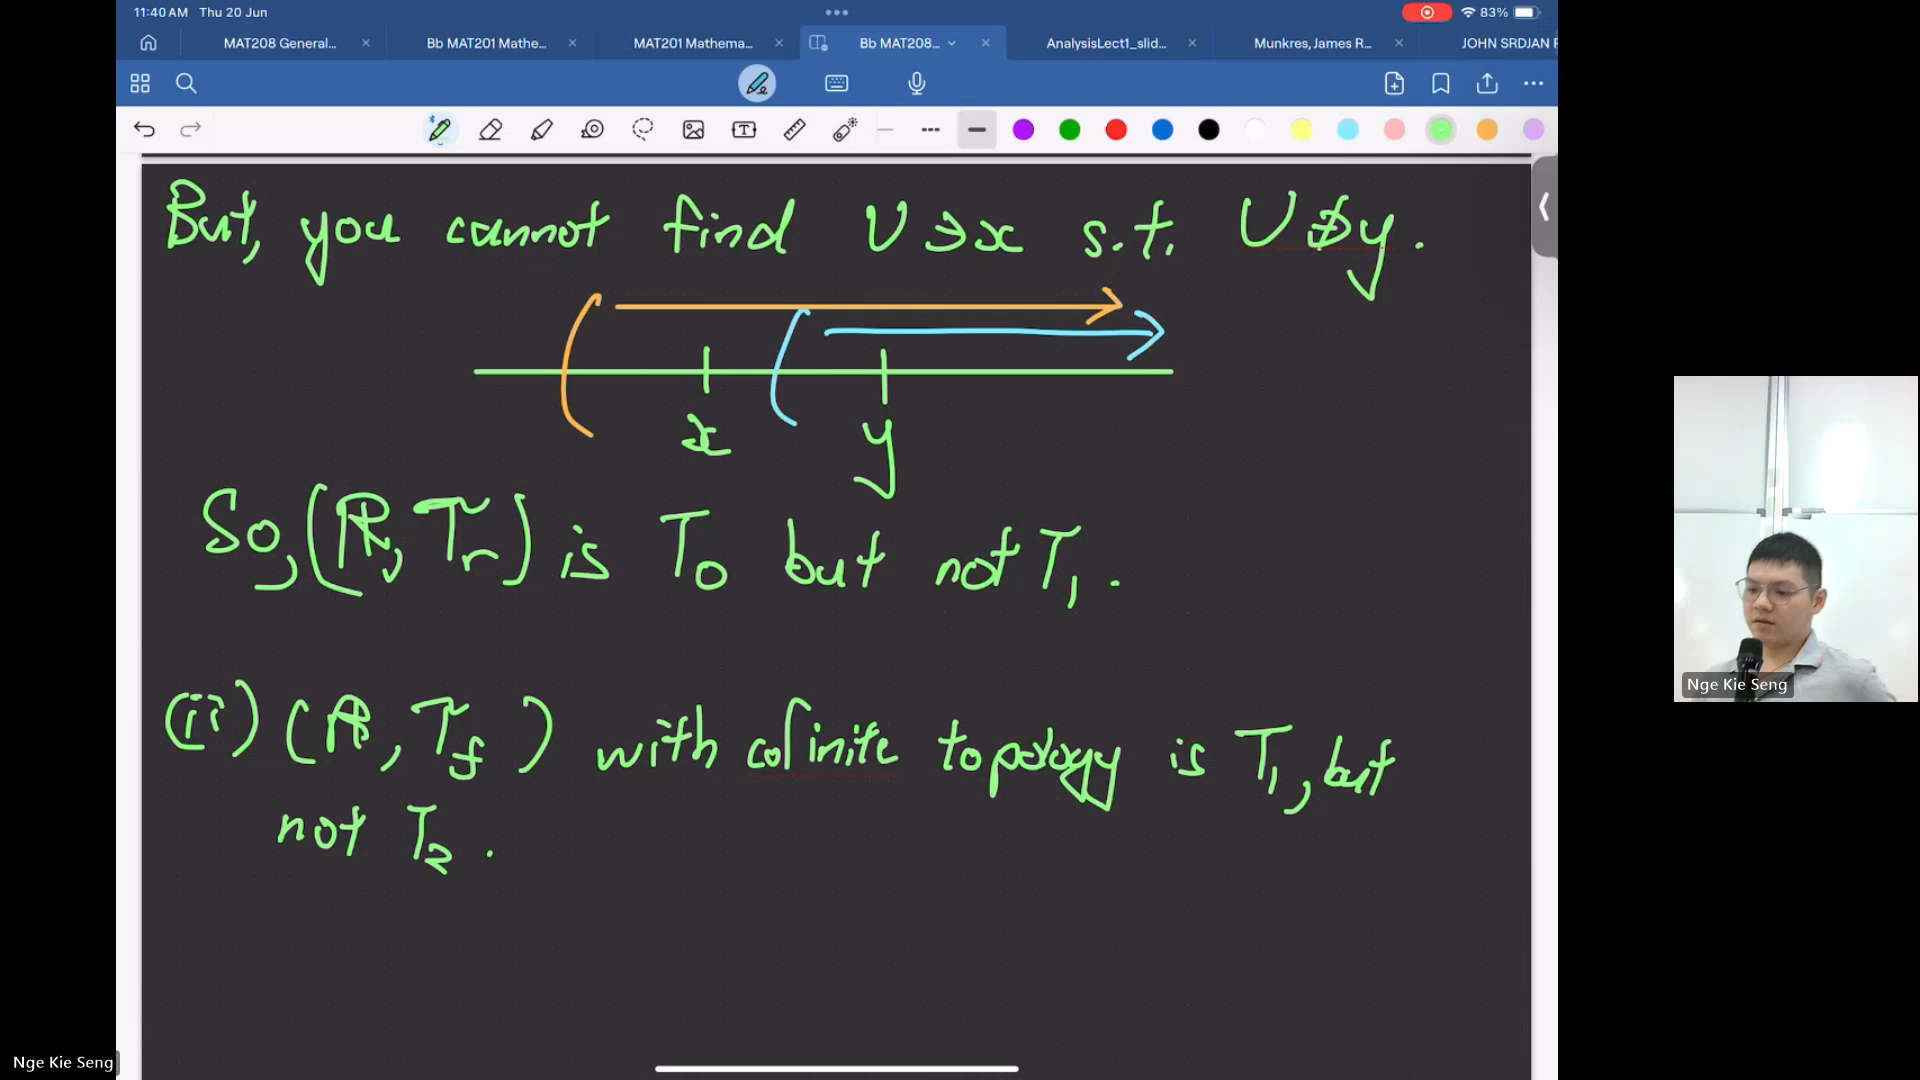 11:40 AM Thu 20 Jun
83%
MAT208 General...
Bb MAT201 Mathe...
MAT201 Mathema...
Bb MAT208...
AnalysisLect1_slid...
Munkres, James R...
JOHN SRDJAN P
But, you cannot find U∋x s.t. U∌y.
x y
So, (ℝ, 𝒯r) is T₀ but not T₁.
(ii) (ℝ, 𝒯f) with cofinite topology is T₁, but
not T₂.
Nge Kie Seng
Nge Kie Seng